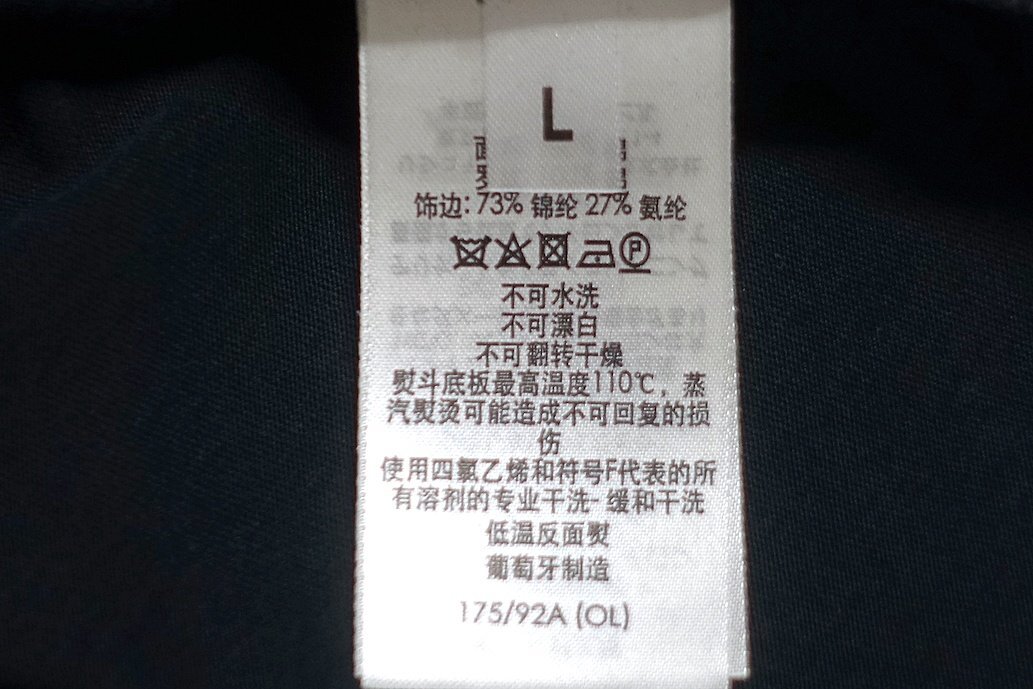 L
饰边: 73% 锦纶 27% 氨纶
P
不可水洗
不可漂白
不可翻转干燥
熨斗底板最高温度110℃, 蒸
汽熨烫可能造成不可回复的损
伤
使用四氯乙烯和符号F代表的所
有溶剂的专业干洗- 缓和干洗
低温反面熨
葡萄牙制造
175/92A (OL)